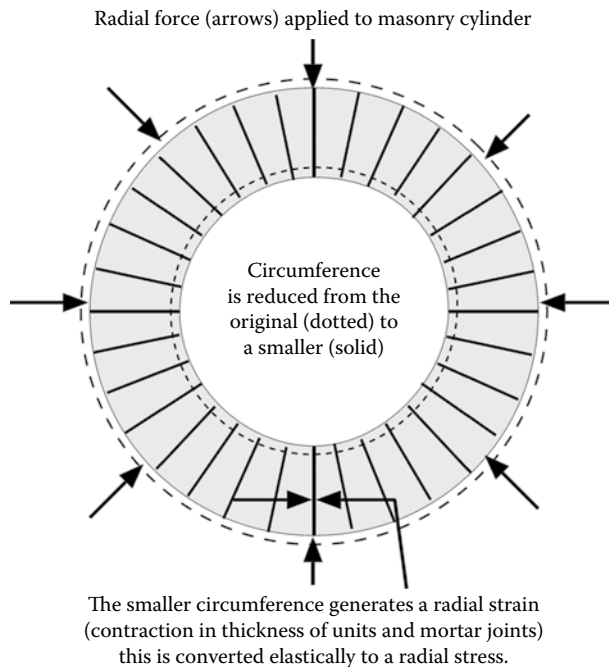 Radial force (arrows) applied to masonry cylinder
Circumference
is reduced from the
original (dotted) to
a smaller (solid)
The smaller circumference generates a radial strain
(contraction in thickness of units and mortar joints)
this is converted elastically to a radial stress.